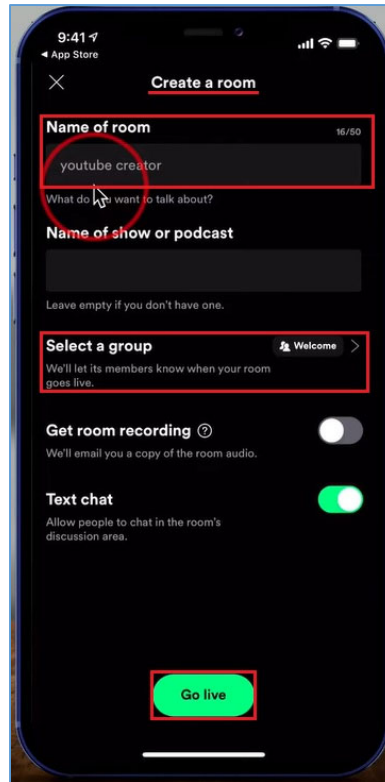 9:41
App Store
Create a room
Name of room
16/50
youtube creator
What do you want to talk about?
Name of show or podcast
Leave empty if you don't have one.
Select a group
Welcome
We'll let its members know when your room
goes live.
Get room recording
We'll email you a copy of the room audio.
Text chat
Allow people to chat in the room's
discussion area.
Go live